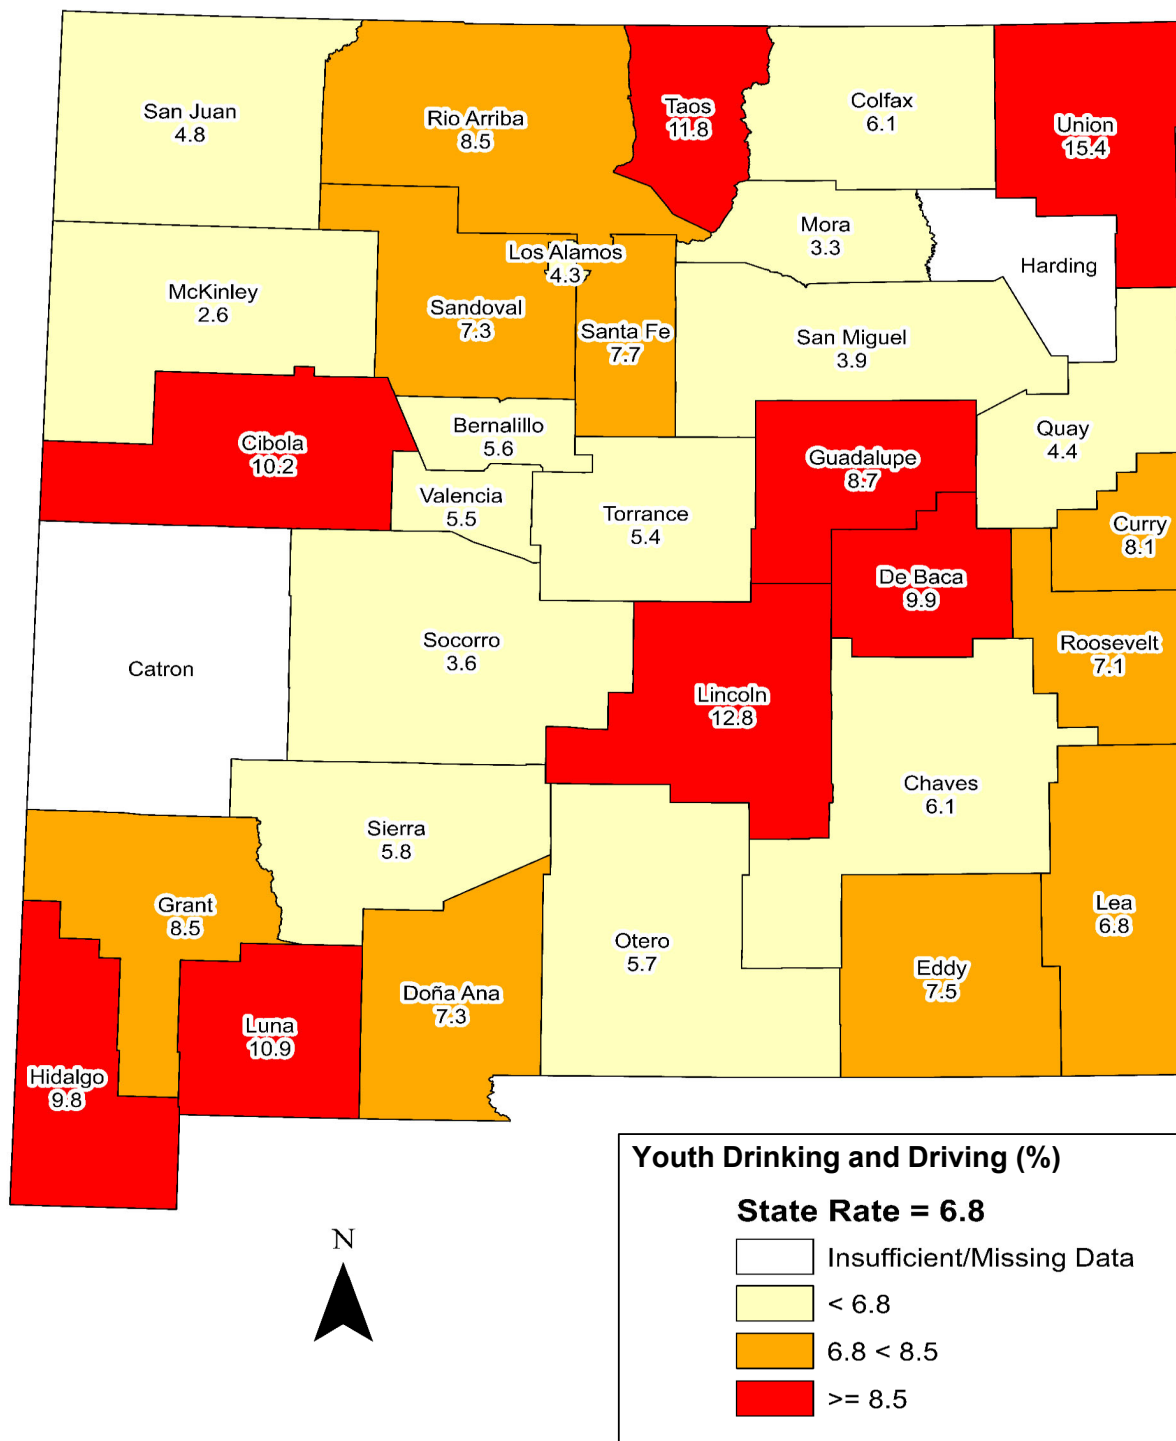 San Juan
4.8
Rio Arriba
8.5
Taos
11.8
Colfax
6.1
Union
15.4
Mora
3.3
Harding
Los Alamos
4.3
McKinley
2.6
Sandoval
7.3
Santa Fe
7.7
San Miguel
3.9
Bernalillo
5.6
Cibola
10.2
Guadalupe
8.7
Quay
4.4
Valencia
5.5
Torrance
5.4
Curry
8.1
De Baca
9.9
Socorro
3.6
Roosevelt
7.1
Catron
Lincoln
12.8
Chaves
6.1
Sierra
5.8
Grant
8.5
Lea
6.8
Otero
5.7
Eddy
7.5
Doña Ana
7.3
Luna
10.9
Hidalgo
9.8
N
Youth Drinking and Driving (%)
State Rate = 6.8
Insufficient/Missing Data
< 6.8
6.8 < 8.5
>= 8.5